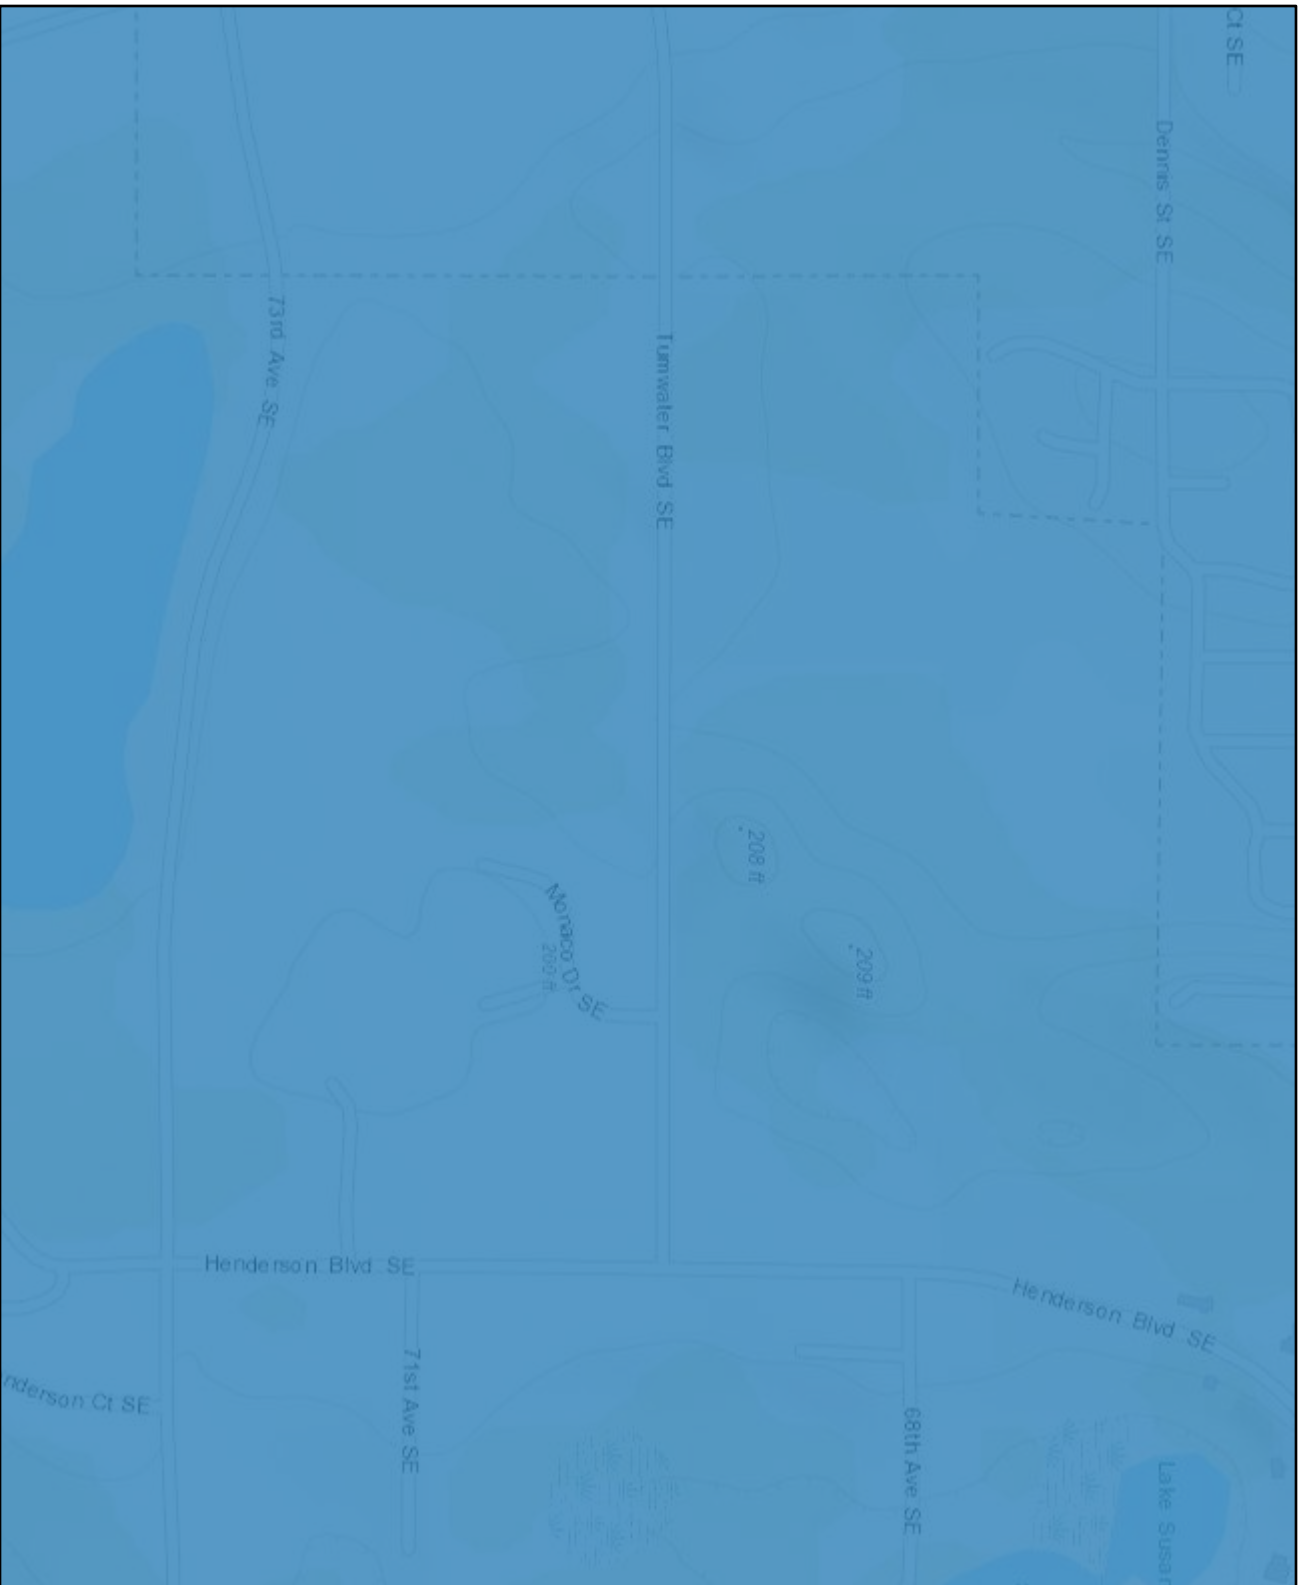 Ct SE
Dennis St SE
73rd Ave SE
Tumwater Blvd SE
208 ft
209 ft
Monaco Dr SE
200 ft
Henderson Blvd SE
Henderson Blvd SE
nderson Ct SE
71st Ave SE
68th Ave SE
Lake Susan